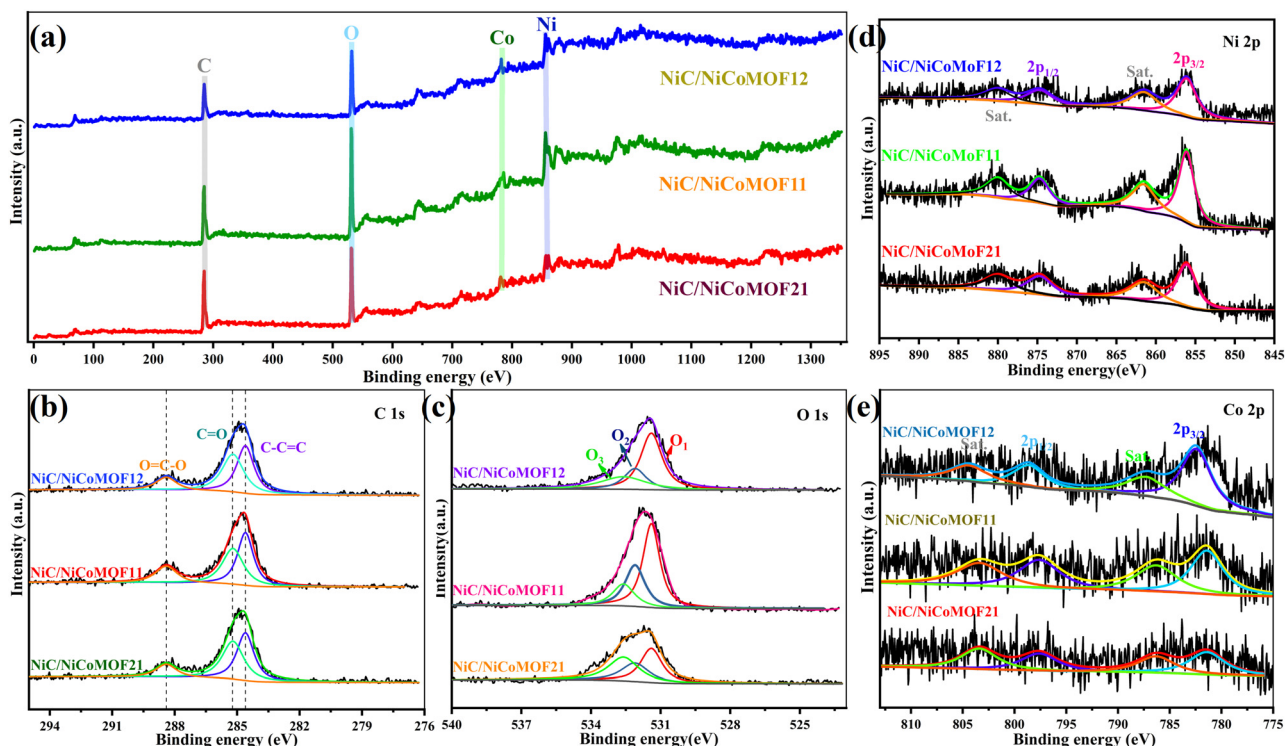 (a)
C
O
Co
Ni
NiC/NiCoMOF12
NiC/NiCoMOF11
NiC/NiCoMOF21
Intensity (a.u.)
0 100 200 300 400 500 600 700 800 900 1000 1100 1200 1300
Binding energy (eV)
(d)
Ni 2p
NiC/NiCoMoF12
2p1/2
Sat.
2p3/2
Sat.
NiC/NiCoMoF11
NiC/NiCoMoF21
Intensity (a.u.)
895 890 885 880 875 870 865 860 855 850 845
Binding energy(eV)
(b)
C 1s
C=O
C-C=C
O=C-O
NiC/NiCoMOF12
NiC/NiCoMOF11
NiC/NiCoMOF21
Intensity (a.u.)
294 291 288 285 282 279 276
Binding energy (eV)
(c)
O 1s
O3
O2
O1
NiC/NiCoMOF12
NiC/NiCoMOF11
NiC/NiCoMOF21
Intensity(a.u.)
540 537 534 531 528 525
Binding energy (eV)
(e)
Co 2p
NiC/NiCoMOF12
Sat.
2p1/2
Sat.
2p3/2
NiC/NiCoMOF11
NiC/NiCoMOF21
Intensity (a.u.)
810 805 800 795 790 785 780 775
Binding energy(eV)